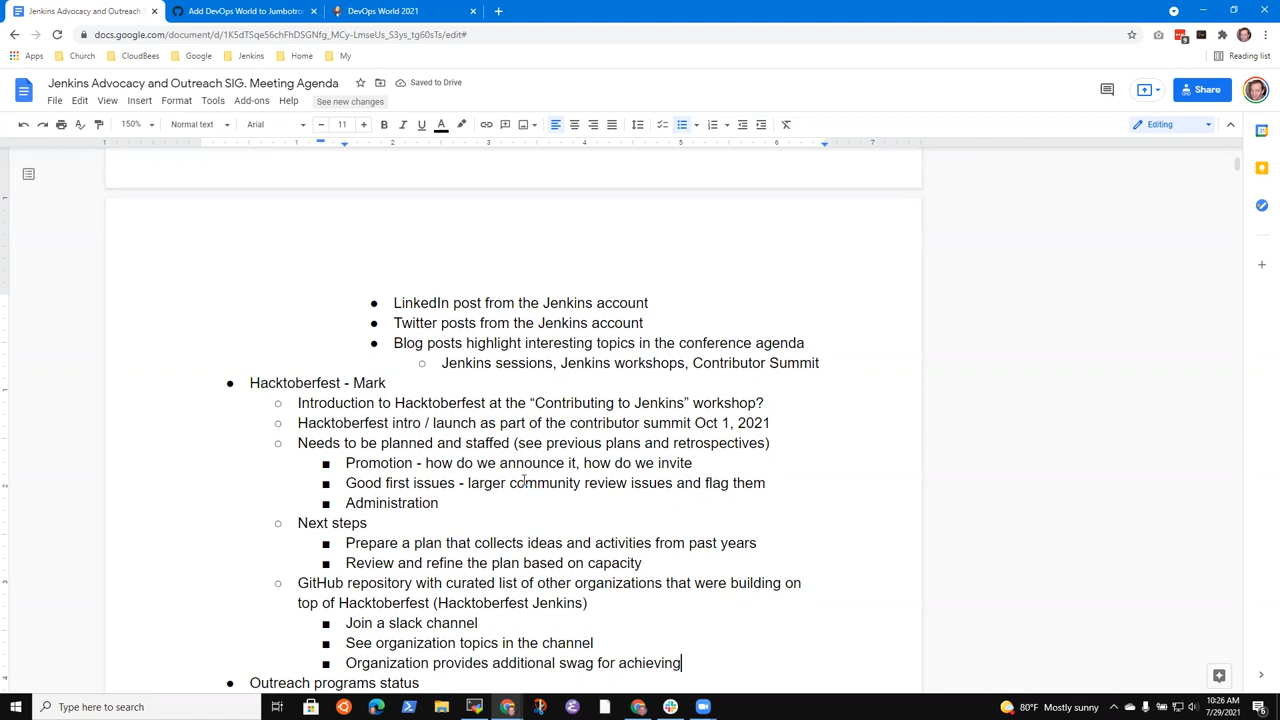 Jenkins Advocacy and Outreach S
Add DevOps World to Jumbotro
DevOps World 2021
docs.google.com/document/d/1K5dTSqe56chFhDSGNfg_MCy-LmseUs_S3ys_tg60sTs/edit#
Apps Church CloudBees Google Jenkins Home My Reading list
Jenkins Advocacy and Outreach SIG. Meeting Agenda Saved to Drive
File Edit View Insert Format Tools Add-ons Help See new changes
Share
150% Normal text Arial 11 B I U A Editing
1 1 2 3 4 5 6 7
LinkedIn post from the Jenkins account
Twitter posts from the Jenkins account
Blog posts highlight interesting topics in the conference agenda
Jenkins sessions, Jenkins workshops, Contributor Summit
Hacktoberfest - Mark
Introduction to Hacktoberfest at the “Contributing to Jenkins” workshop?
Hacktoberfest intro / launch as part of the contributor summit Oct 1, 2021
Needs to be planned and staffed (see previous plans and retrospectives)
Promotion - how do we announce it, how do we invite
Good first issues - larger community review issues and flag them
Administration
Next steps
Prepare a plan that collects ideas and activities from past years
Review and refine the plan based on capacity
GitHub repository with curated list of other organizations that were building on
top of Hacktoberfest (Hacktoberfest Jenkins)
Join a slack channel
See organization topics in the channel
Organization provides additional swag for achieving
Outreach programs status
Type here to search
80°F Mostly sunny
10:26 AM
7/29/2021